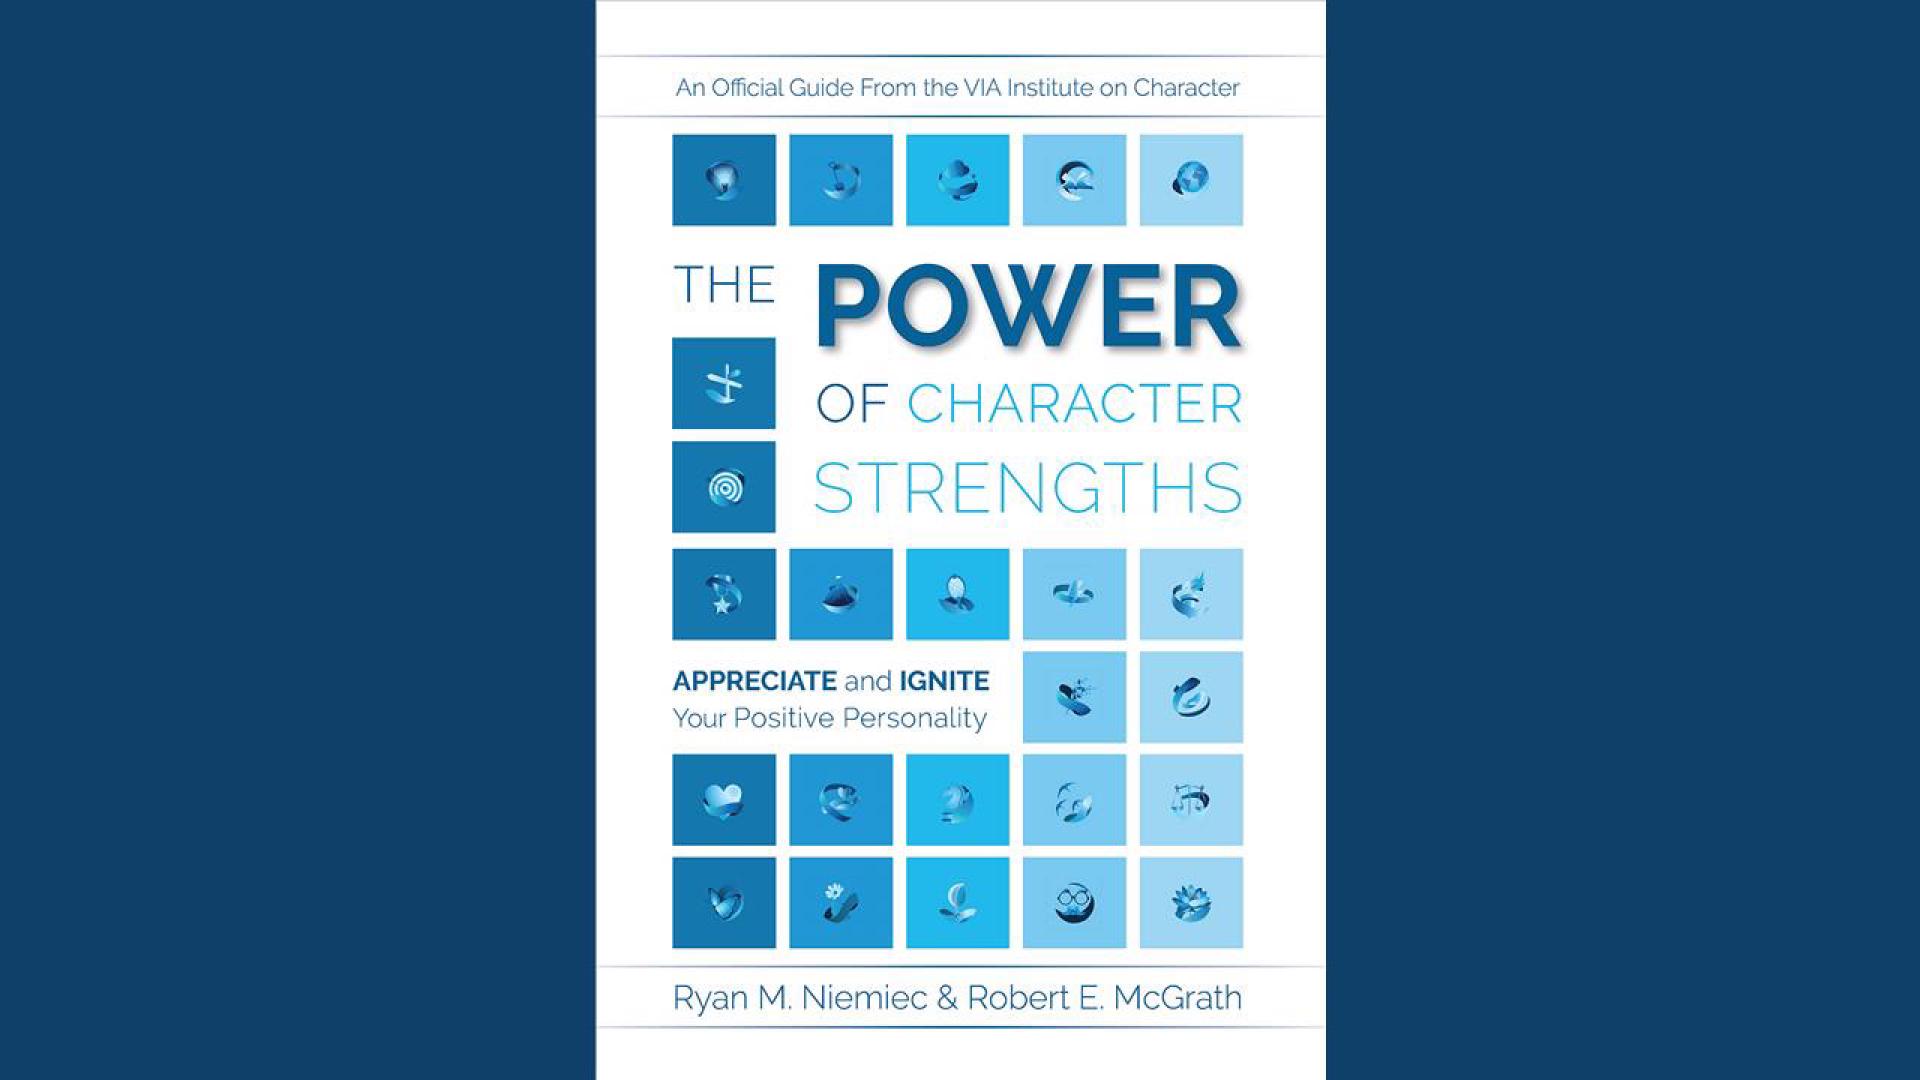 An Official Guide From the VIA Institute on Character
THE POWER
OF CHARACTER
STRENGTHS
APPRECIATE and IGNITE
Your Positive Personality
Ryan M. Niemiec & Robert E. McGrath